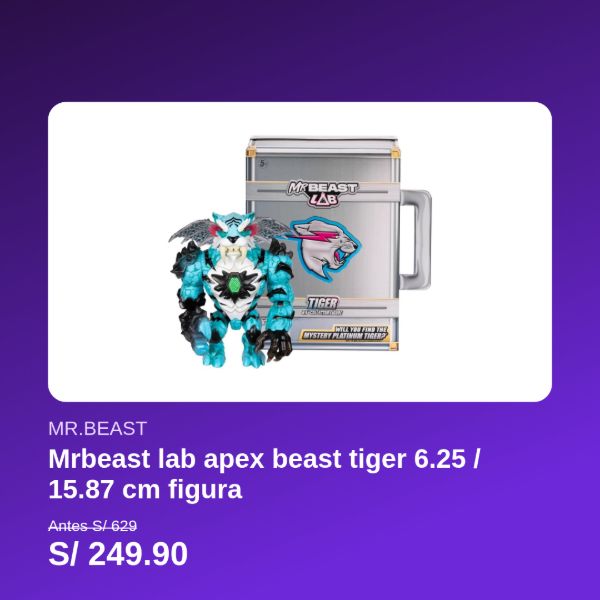 5+
MR BEAST
LAB
TIGER
WILL YOU FIND THE
MYSTERY PLATINUM TIGER?
MR.BEAST
Mrbeast lab apex beast tiger 6.25 /
15.87 cm figura
Antes S/ 629
S/ 249.90